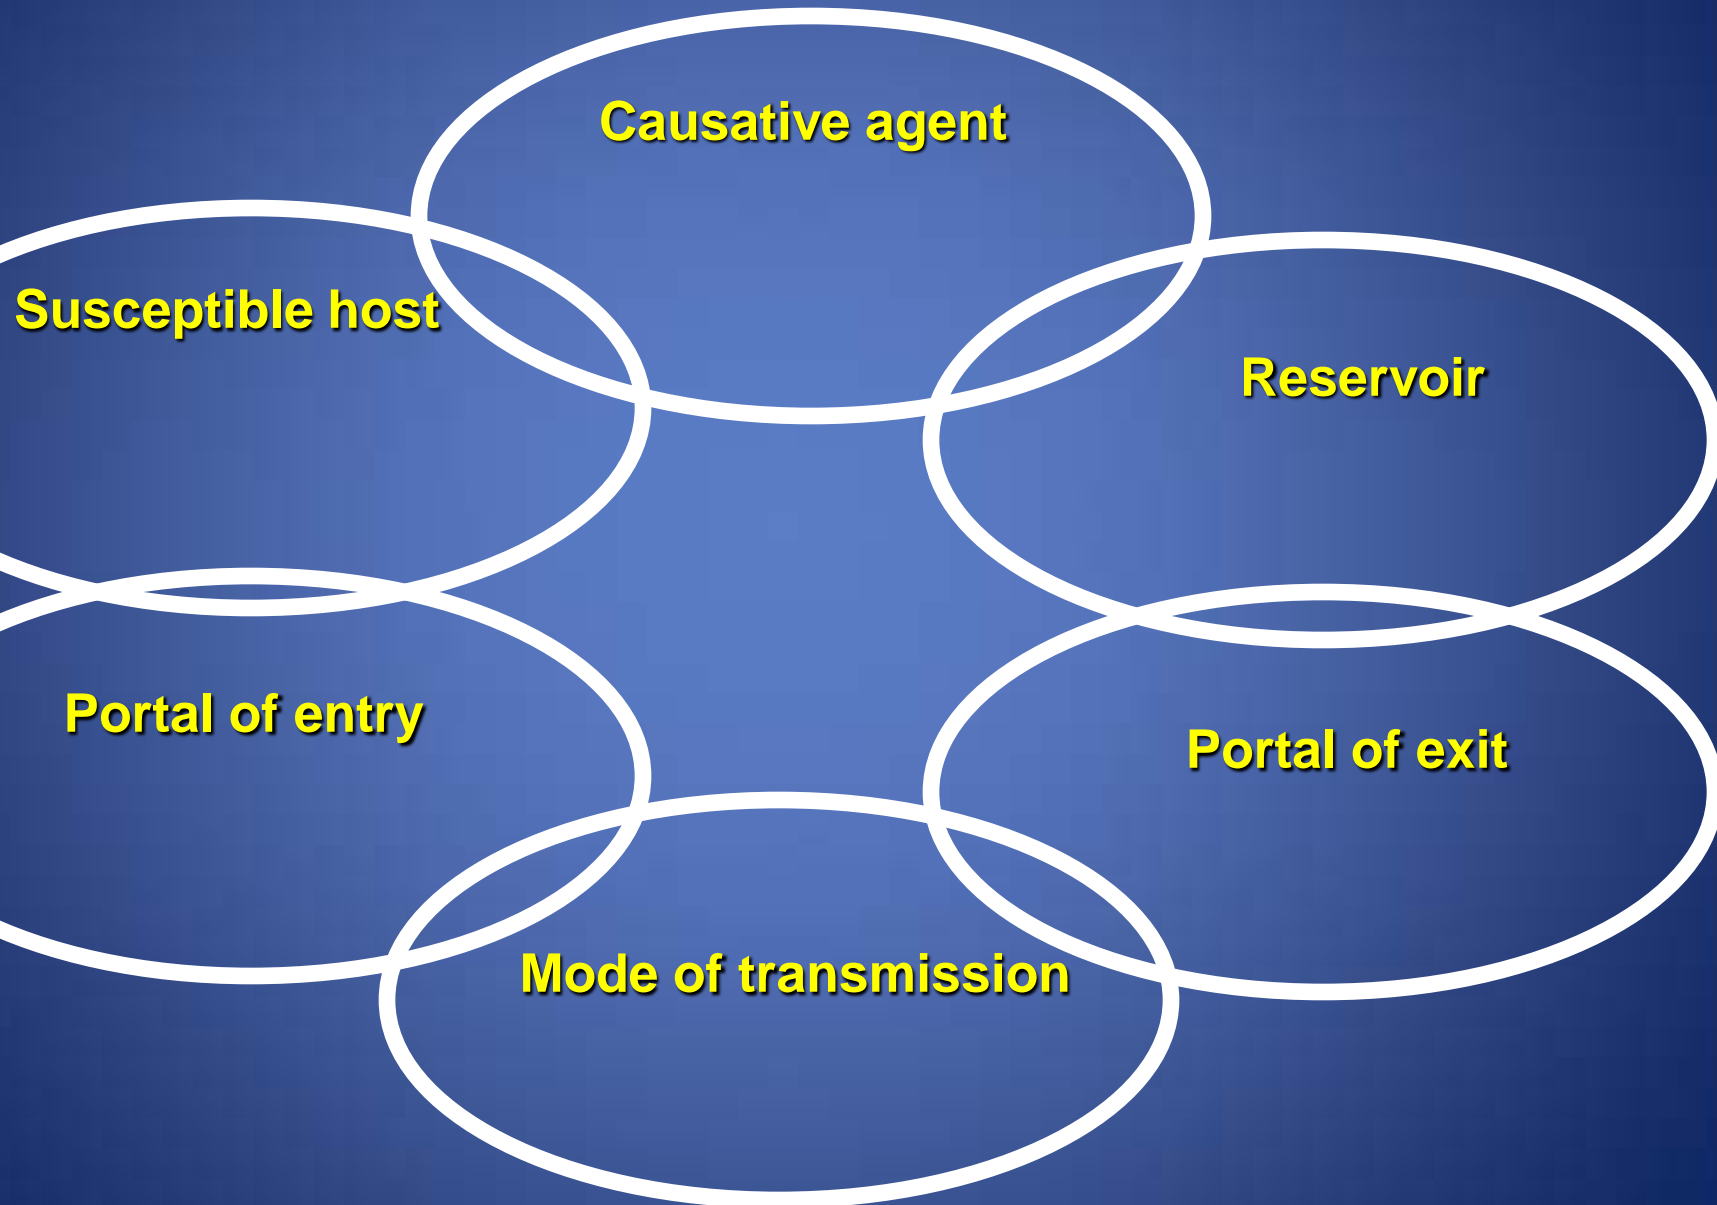 Causative agent
Susceptible host
Reservoir
Portal of entry
Portal of exit
Mode of transmission